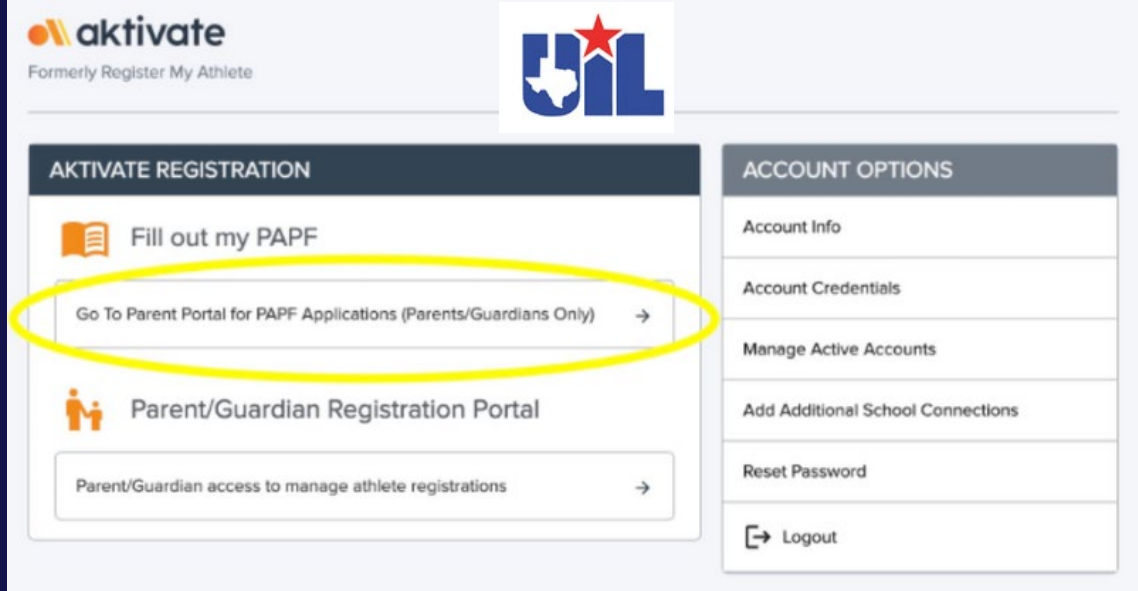 aktivate
Formerly Register My Athlete
UIL
AKTIVATE REGISTRATION
Fill out my PAPF
Go To Parent Portal for PAPF Applications (Parents/Guardians Only)
Parent/Guardian Registration Portal
Parent/Guardian access to manage athlete registrations
ACCOUNT OPTIONS
Account Info
Account Credentials
Manage Active Accounts
Add Additional School Connections
Reset Password
Logout